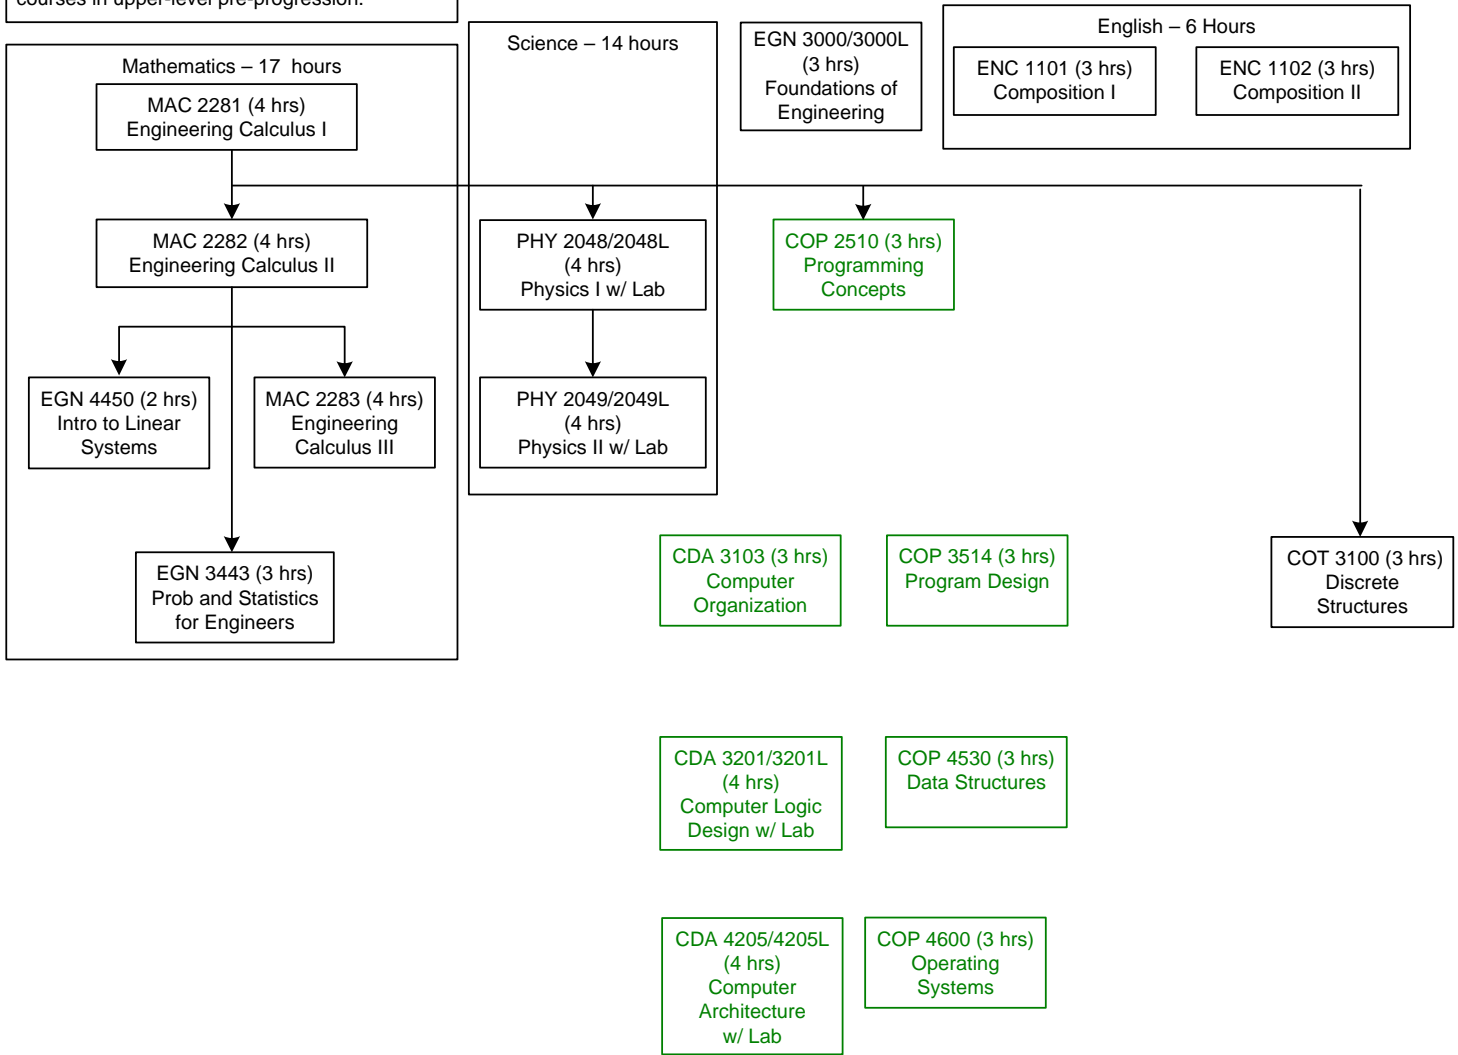 courses in upper-level pre-progression.
Mathematics – 17 hours
MAC 2281 (4 hrs)
Engineering Calculus I
MAC 2282 (4 hrs)
Engineering Calculus II
EGN 4450 (2 hrs)
Intro to Linear
Systems
MAC 2283 (4 hrs)
Engineering
Calculus III
EGN 3443 (3 hrs)
Prob and Statistics
for Engineers
Science – 14 hours
PHY 2048/2048L
(4 hrs)
Physics I w/ Lab
PHY 2049/2049L
(4 hrs)
Physics II w/ Lab
EGN 3000/3000L
(3 hrs)
Foundations of
Engineering
English – 6 Hours
ENC 1101 (3 hrs)
Composition I
ENC 1102 (3 hrs)
Composition II
COP 2510 (3 hrs)
Programming
Concepts
CDA 3103 (3 hrs)
Computer
Organization
COP 3514 (3 hrs)
Program Design
COT 3100 (3 hrs)
Discrete
Structures
CDA 3201/3201L
(4 hrs)
Computer Logic
Design w/ Lab
COP 4530 (3 hrs)
Data Structures
CDA 4205/4205L
(4 hrs)
Computer
Architecture
w/ Lab
COP 4600 (3 hrs)
Operating
Systems